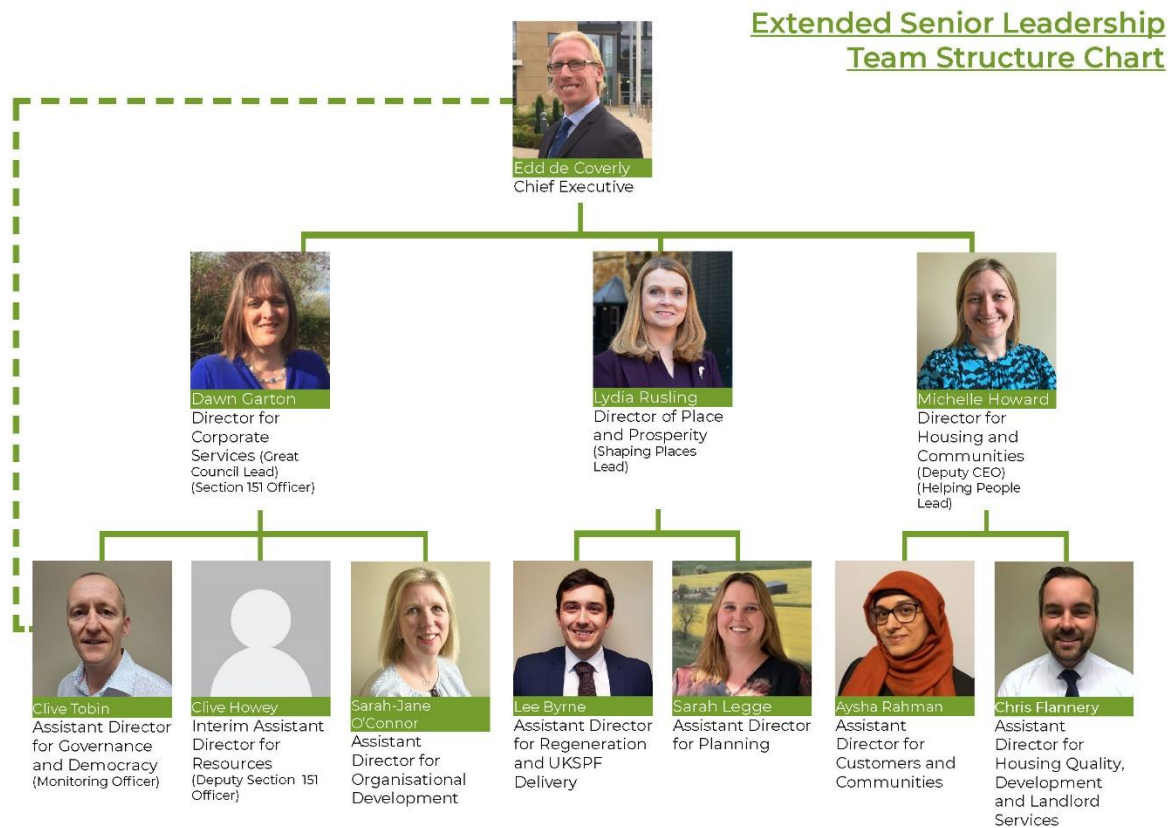 Extended Senior Leadership
Team Structure Chart
Edd de Coverly
Chief Executive
Dawn Garton
Director for
Corporate
Services (Great
Council Lead)
(Section 151 Officer)
Lydia Rusling
Director of Place
and Prosperity
(Shaping Places
Lead)
Michelle Howard
Director for
Housing and
Communities
(Deputy CEO)
(Helping People
Lead)
Clive Tobin
Assistant Director
for Governance
and Democracy
(Monitoring Officer)
Clive Howey
Interim Assistant
Director for
Resources
(Deputy Section 151
Officer)
Sarah-Jane
O'Connor
Assistant
Director for
Organisational
Development
Lee Byrne
Assistant Director
for Regeneration
and UKSPF
Delivery
Sarah Legge
Assistant Director
for Planning
Aysha Rahman
Assistant
Director for
Customers and
Communities
Chris Flannery
Assistant
Director for
Housing Quality,
Development
and Landlord
Services